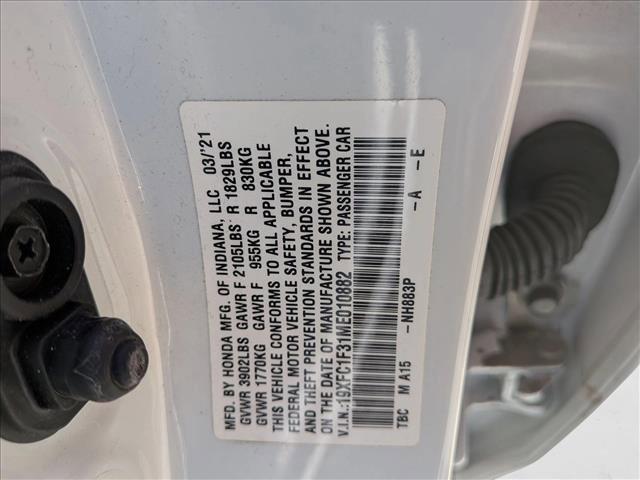 MFD. BY HONDA MFG. OF INDIANA, LLC 03/'21
GVWR 3902LBS GAWR F 2105LBS R 1829LBS
GVWR 1770KG GAWR F 955KG R 830KG
THIS VEHICLE CONFORMS TO ALL APPLICABLE
FEDERAL MOTOR VEHICLE SAFETY, BUMPER,
AND THEFT PREVENTION STANDARDS IN EFFECT
ON THE DATE OF MANUFACTURE SHOWN ABOVE.
V.I.N.:19XFC1F31ME010882 TYPE: PASSENGER CAR
TBC M A15 -NH883P -A -E